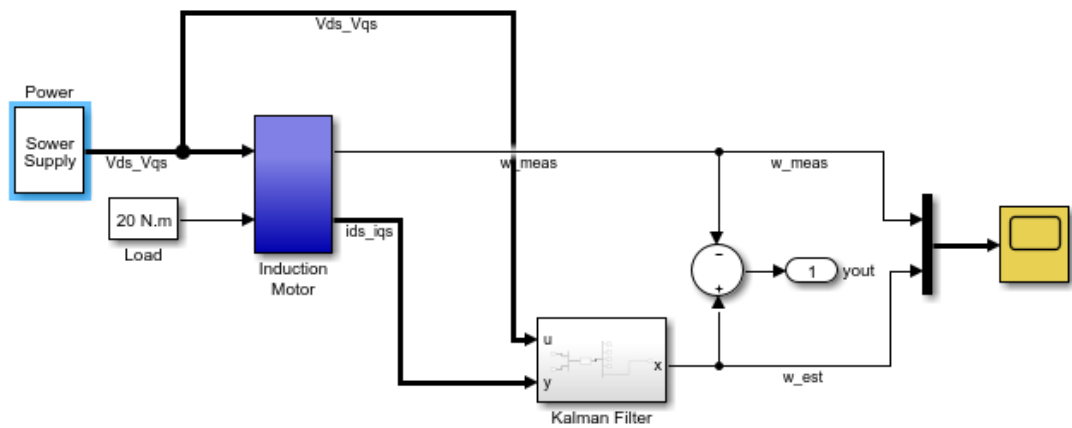 Vds_Vqs
Power
Sower
Supply
Vds_Vqs
w_meas
w_meas
20 N.m
Load
ids_iqs
Induction
Motor
−
+
1
yout
u
y
x
w_est
Kalman Filter